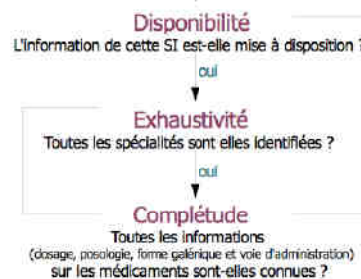 Disponibilité
L'information de cette SI est-elle mise à disposition ?
oui
Exhaustivité
Toutes les spécialités sont elles identifiées ?
oui
Complétude
Toutes les informations
(dosage, posologie, forme galénique et voie d'administration)
sur les médicaments sont-elles connues ?